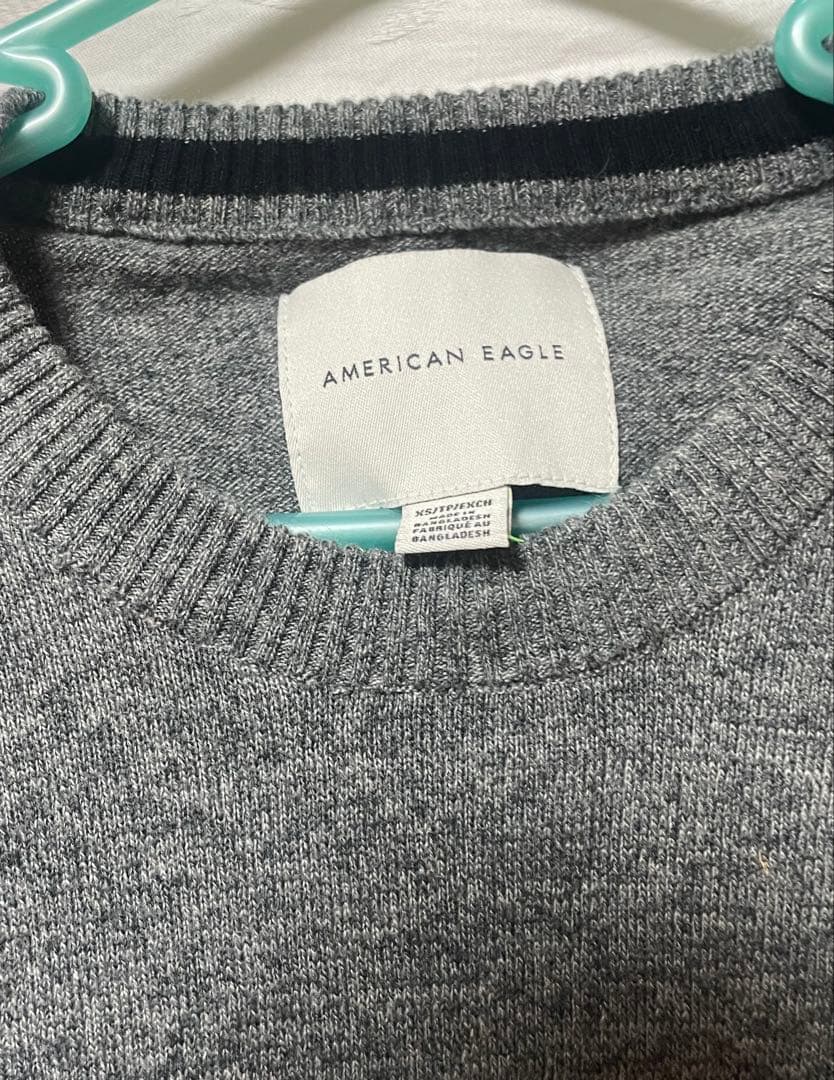 AMERICAN EAGLE
XS/TP/EXCH
MADE IN
BANGLADESH
FABRIQUÉ AU
BANGLADESH